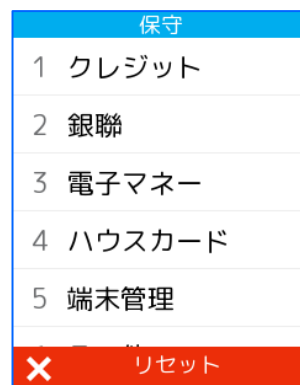 保守
1 クレジット
2 銀聯
3 電子マネー
4 ハウスカード
5 端末管理
リセット